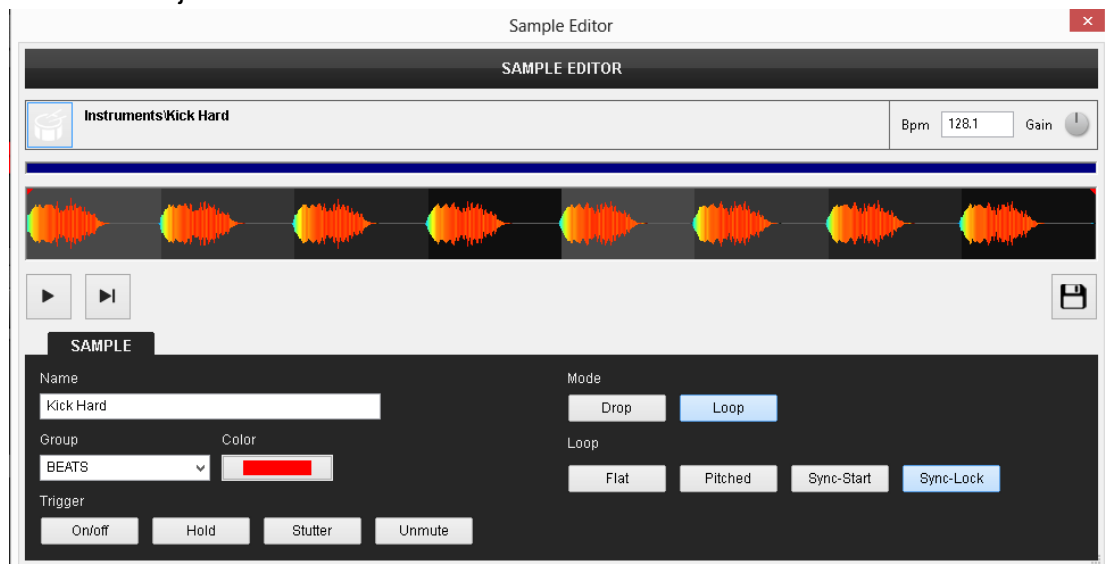 Sample Editor
SAMPLE EDITOR
Instruments\Kick Hard
Bpm 128.1 Gain
SAMPLE
Name
Kick Hard
Group Color
BEATS
Trigger
On/off Hold Stutter Unmute
Mode
Drop Loop
Loop
Flat Pitched Sync-Start Sync-Lock